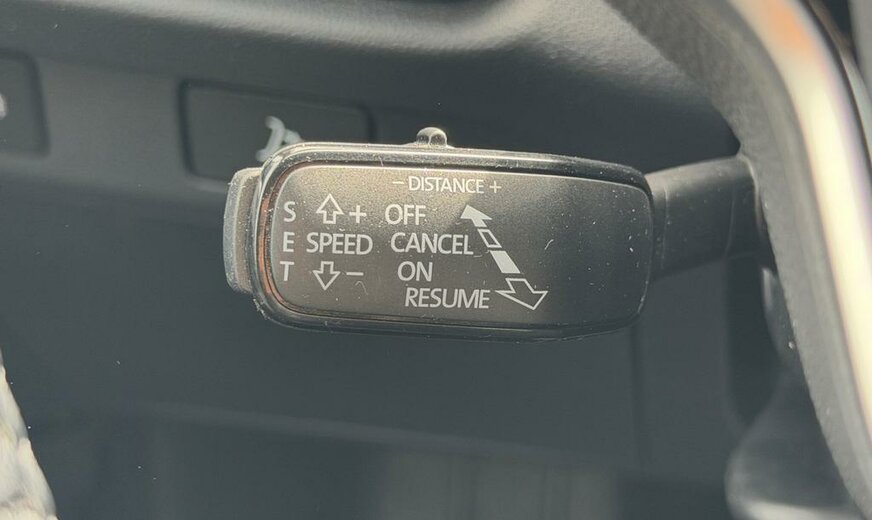 − DISTANCE +
S + OFF
E SPEED CANCEL
T − ON
RESUME